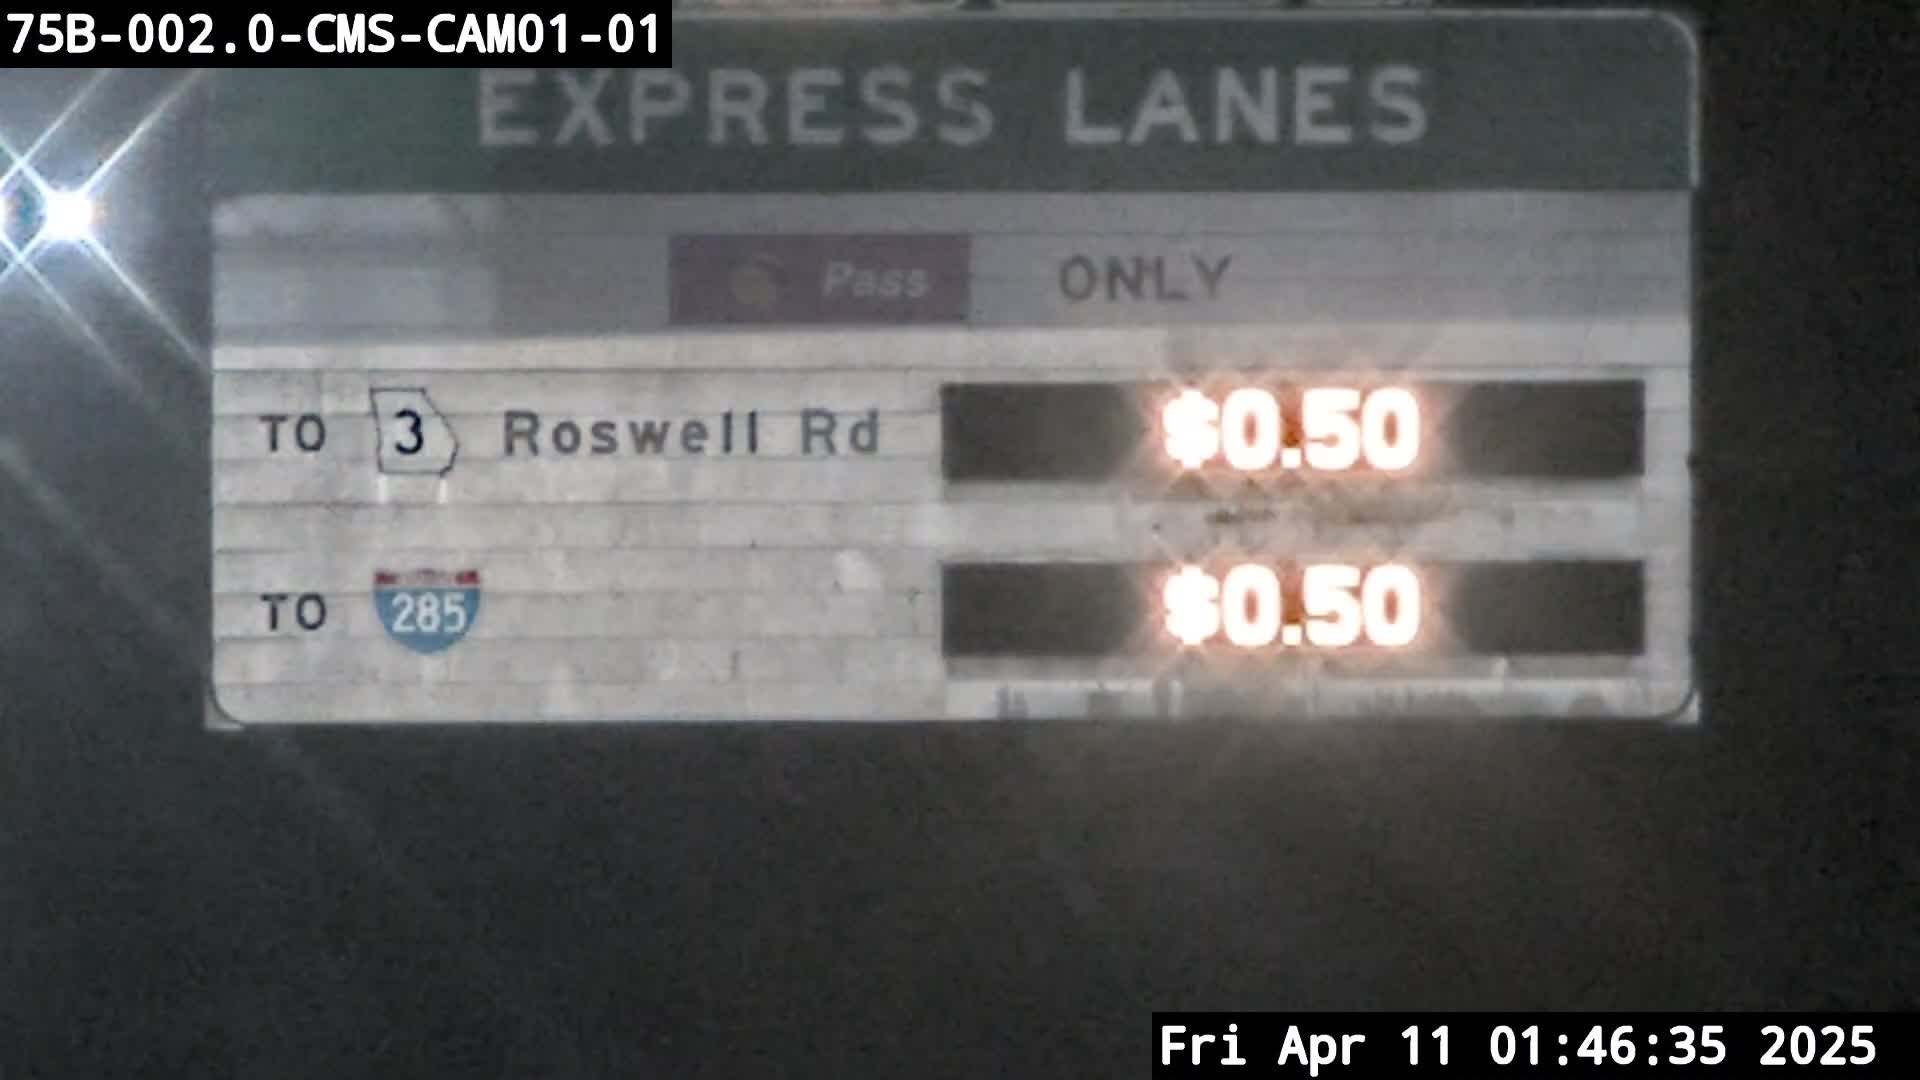 75B-002.0-CMS-CAM01-01
EXPRESS LANES
Pass ONLY
TO 3 Roswell Rd $0.50
TO 285 $0.50
Fri Apr 11 01:46:35 2025